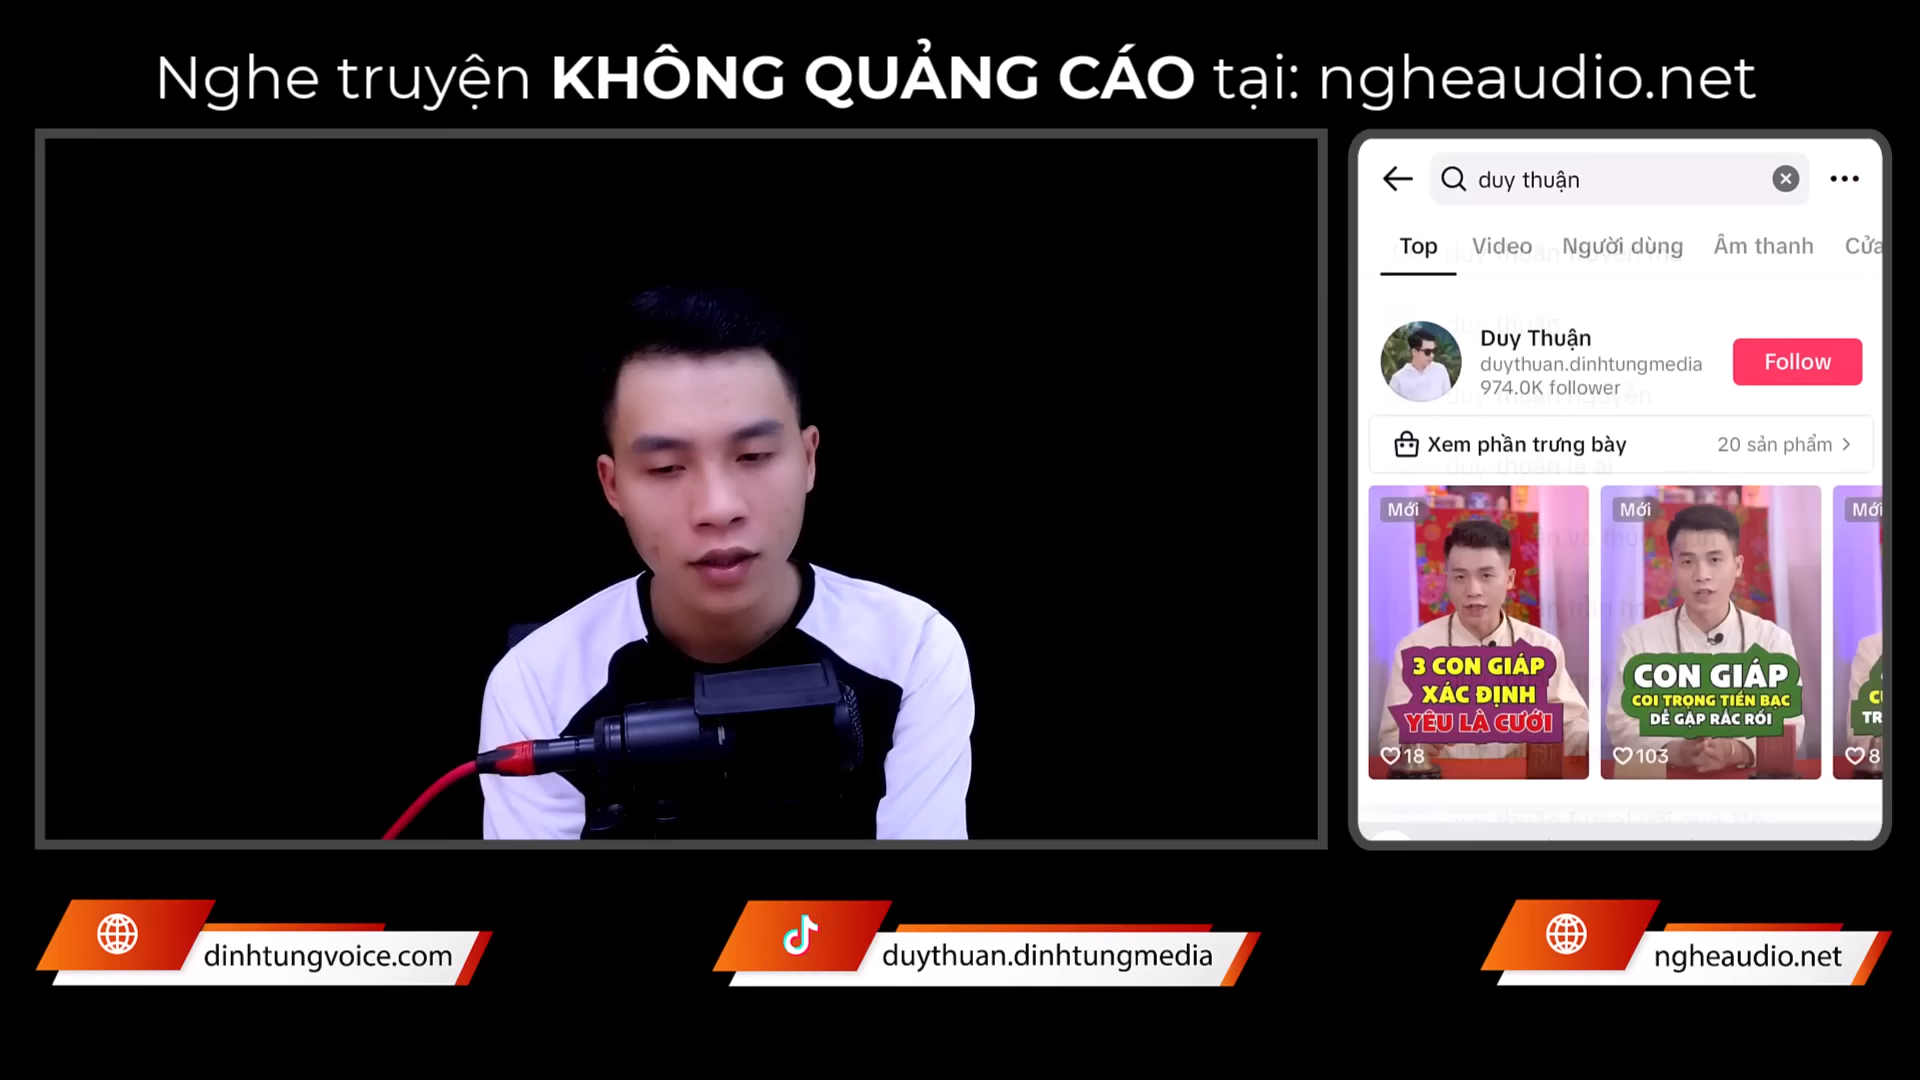 Nghe truyện KHÔNG QUẢNG CÁO tại: ngheaudio.net
duy thuận
Top Video Người dùng Âm thanh Cửa
Duy Thuận
duythuan.dinhtungmedia
974.0K follower
Follow
Xem phần trưng bày
20 sản phẩm
Mới
3 CON GIÁP
XÁC ĐỊNH
YÊU LÀ CƯỚI
18
Mới
CON GIÁP
COI TRỌNG TIỀN BẠC
DỄ GẶP RẮC RỐI
103
Mới
TR
8
dinhtungvoice.com
duythuan.dinhtungmedia
ngheaudio.net